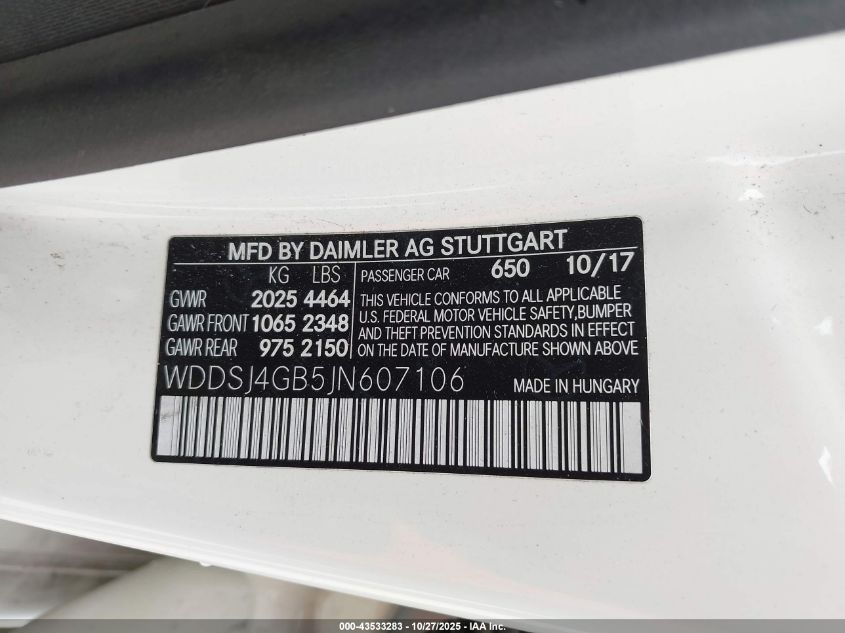 MFD BY DAIMLER AG STUTTGART
KG LBS PASSENGER CAR 650 10/17
GVWR 2025 4464 THIS VEHICLE CONFORMS TO ALL APPLICABLE
U.S. FEDERAL MOTOR VEHICLE SAFETY,BUMPER
GAWR FRONT 1065 2348 AND THEFT PREVENTION STANDARDS IN EFFECT
GAWR REAR 975 2150 ON THE DATE OF MANUFACTURE SHOWN ABOVE
WDDSJ4GB5JN607106 MADE IN HUNGARY
000-43533283 - 10/27/2025 - IAA Inc.